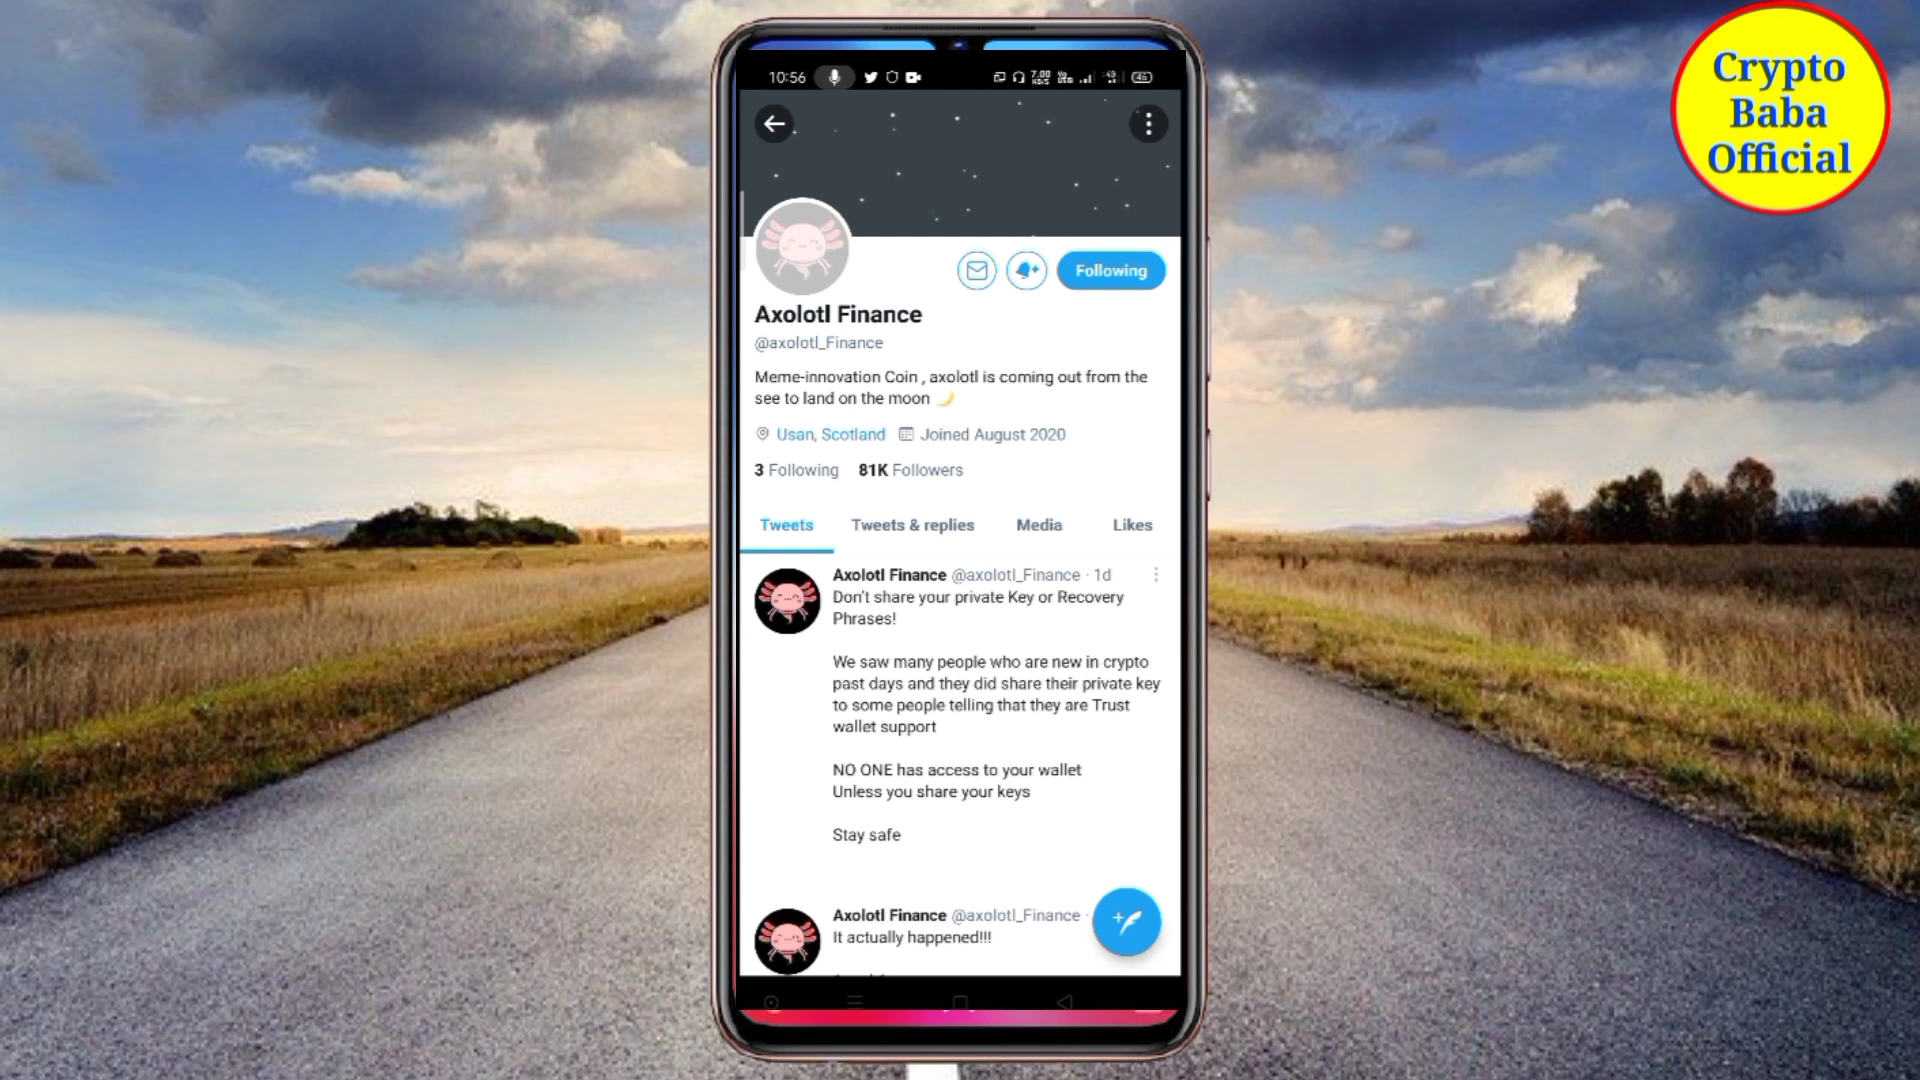 Crypto
Baba
Official
10:56
7.00
KB/S
46
Following
Axolotl Finance
@axolotl_Finance
Meme-innovation Coin , axolotl is coming out from the
see to land on the moon 🌙
Usan, Scotland Joined August 2020
3 Following 81K Followers
Tweets Tweets & replies Media Likes
Axolotl Finance @axolotl_Finance · 1d
Don't share your private Key or Recovery
Phrases!
We saw many people who are new in crypto
past days and they did share their private key
to some people telling that they are Trust
wallet support
NO ONE has access to your wallet
Unless you share your keys
Stay safe
Axolotl Finance @axolotl_Finance ·
It actually happened!!!